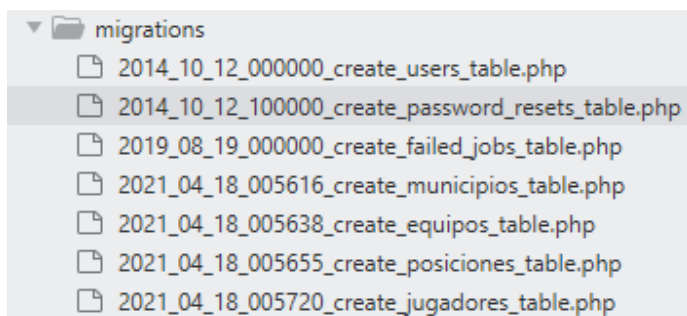 migrations
2014_10_12_000000_create_users_table.php
2014_10_12_100000_create_password_resets_table.php
2019_08_19_000000_create_failed_jobs_table.php
2021_04_18_005616_create_municipios_table.php
2021_04_18_005638_create_equipos_table.php
2021_04_18_005655_create_posiciones_table.php
2021_04_18_005720_create_jugadores_table.php